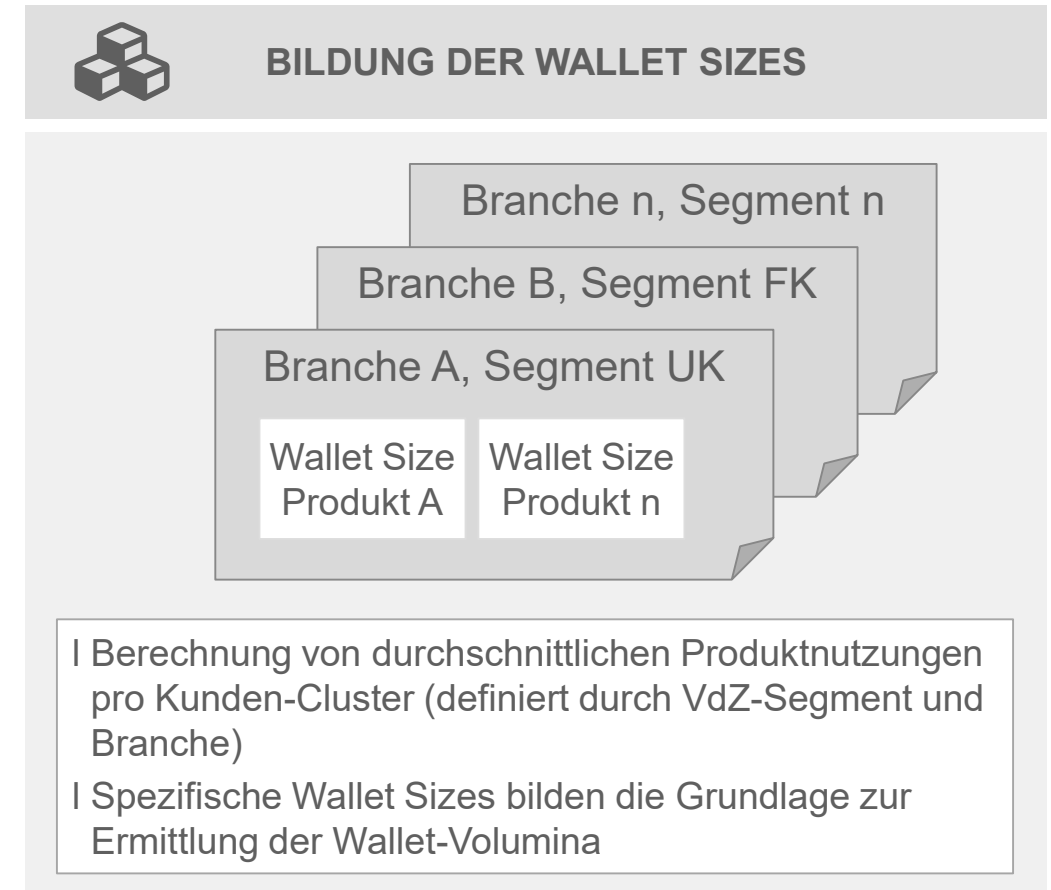 BILDUNG DER WALLET SIZES
Branche n, Segment n
Branche B, Segment FK
Branche A, Segment UK
Wallet Size
Produkt A
Wallet Size
Produkt n
l Berechnung von durchschnittlichen Produktnutzungen
pro Kunden-Cluster (definiert durch VdZ-Segment und
Branche)
l Spezifische Wallet Sizes bilden die Grundlage zur
Ermittlung der Wallet-Volumina